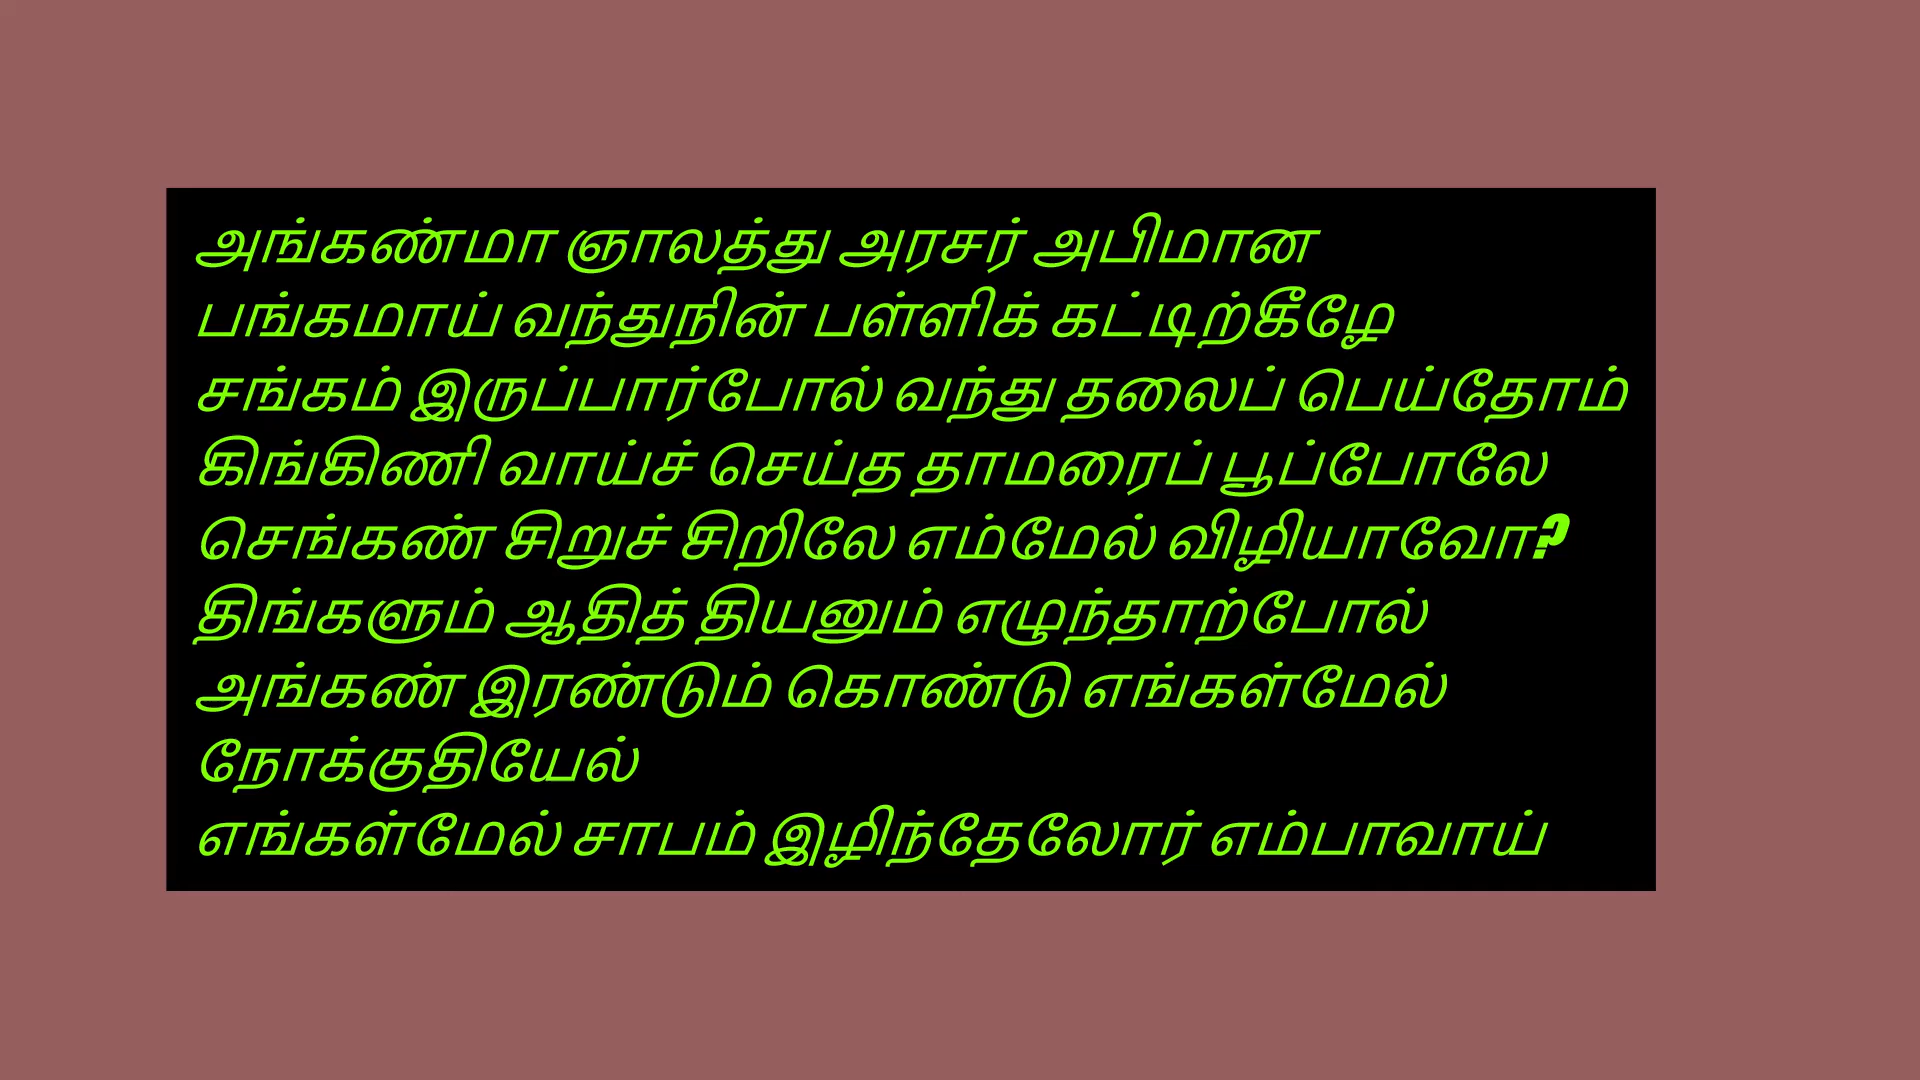 அங்கண்மா ஞாலத்து அரசர் அபிமான
பங்கமாய் வந்துநின் பள்ளிக் கட்டிற்கீழே
சங்கம் இருப்பார்போல் வந்து தலைப் பெய்தோம்
கிங்கிணி வாய்ச் செய்த தாமரைப் பூப்போலே
செங்கண் சிறுச் சிறிலே எம்மேல் விழியாவோ?
திங்களும் ஆதித் தியனும் எழுந்தாற்போல்
அங்கண் இரண்டும் கொண்டு எங்கள்மேல்
நோக்குதியேல்
எங்கள்மேல் சாபம் இழிந்தேலோர் எம்பாவாய்